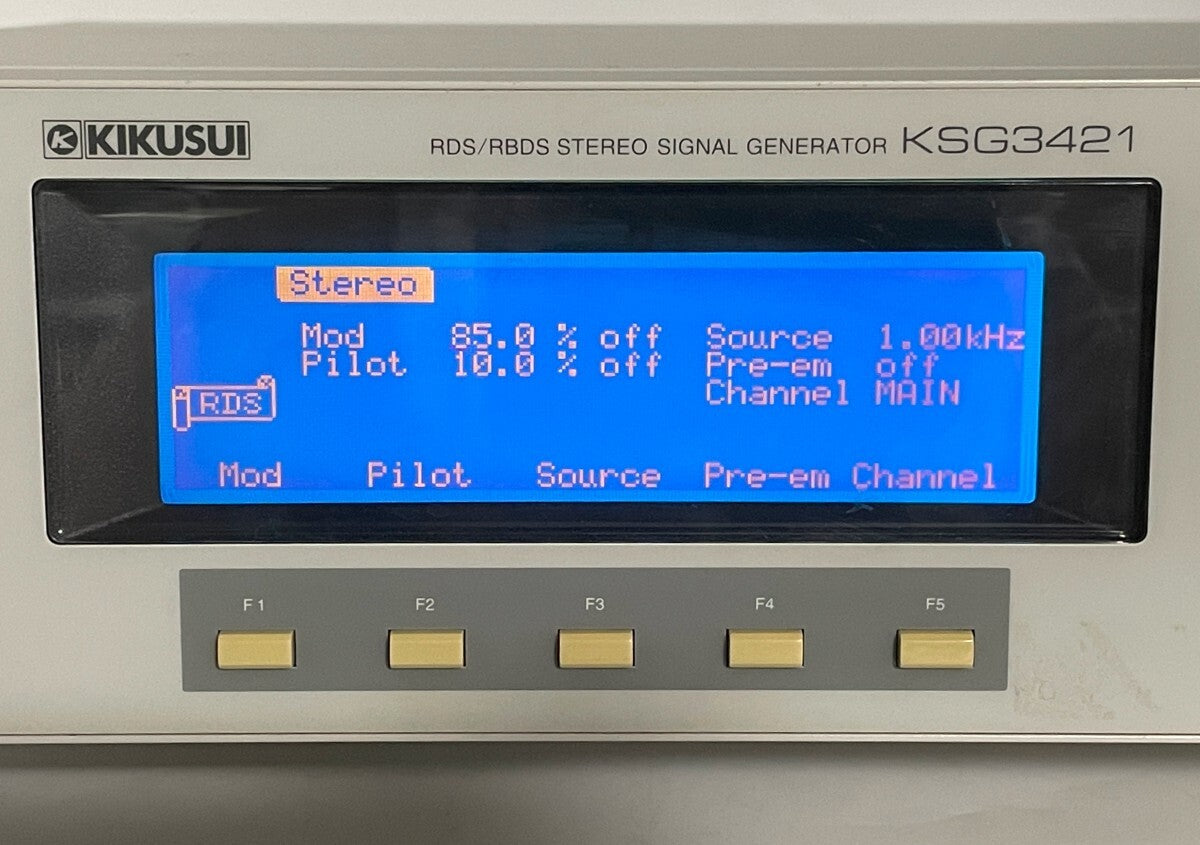 K KIKUSUI
RDS/RBDS STEREO SIGNAL GENERATOR KSG3421
Stereo
Mod 85.0 % off Source 1.00kHz
Pilot 10.0 % off Pre-em off
Channel MAIN
RDS
Mod Pilot Source Pre-em Channel
F1 F2 F3 F4 F5